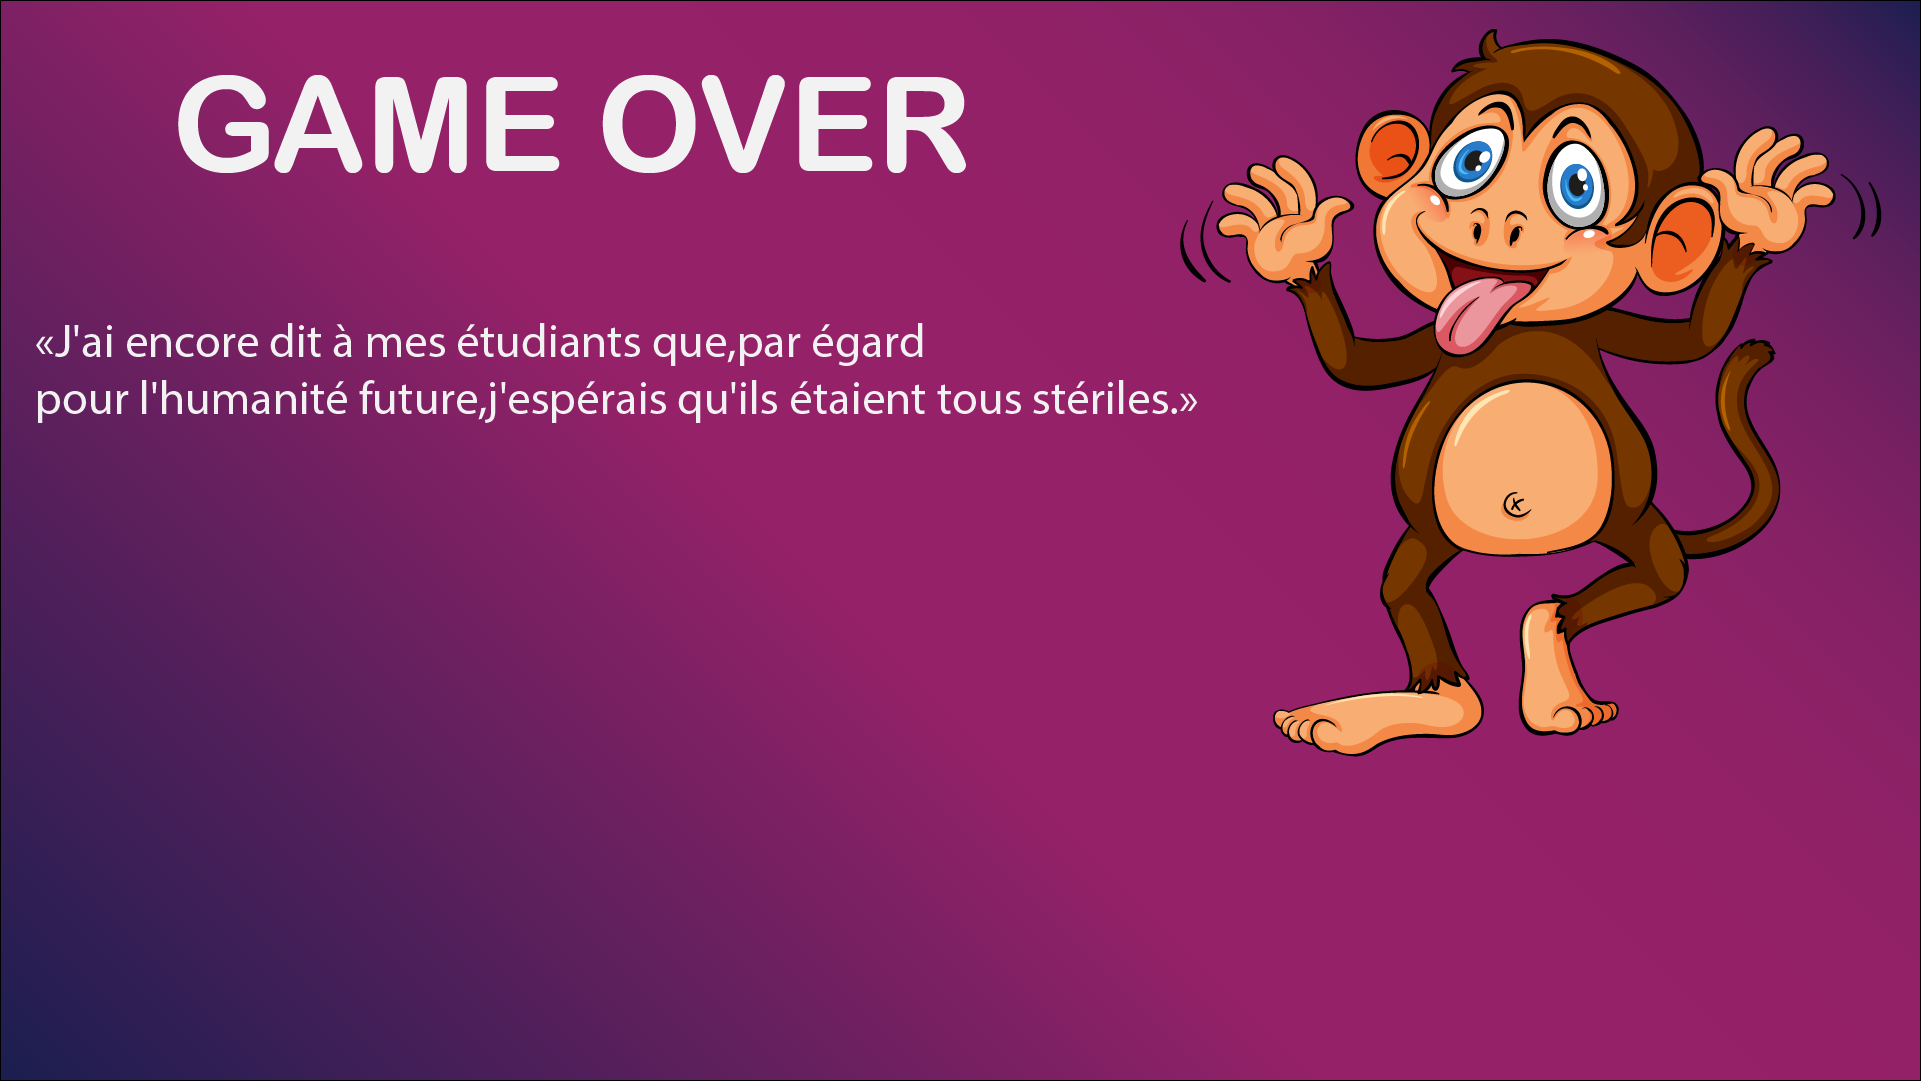 GAME OVER
«J'ai encore dit à mes étudiants que,par égard
pour l'humanité future,j'espérais qu'ils étaient tous stériles.»